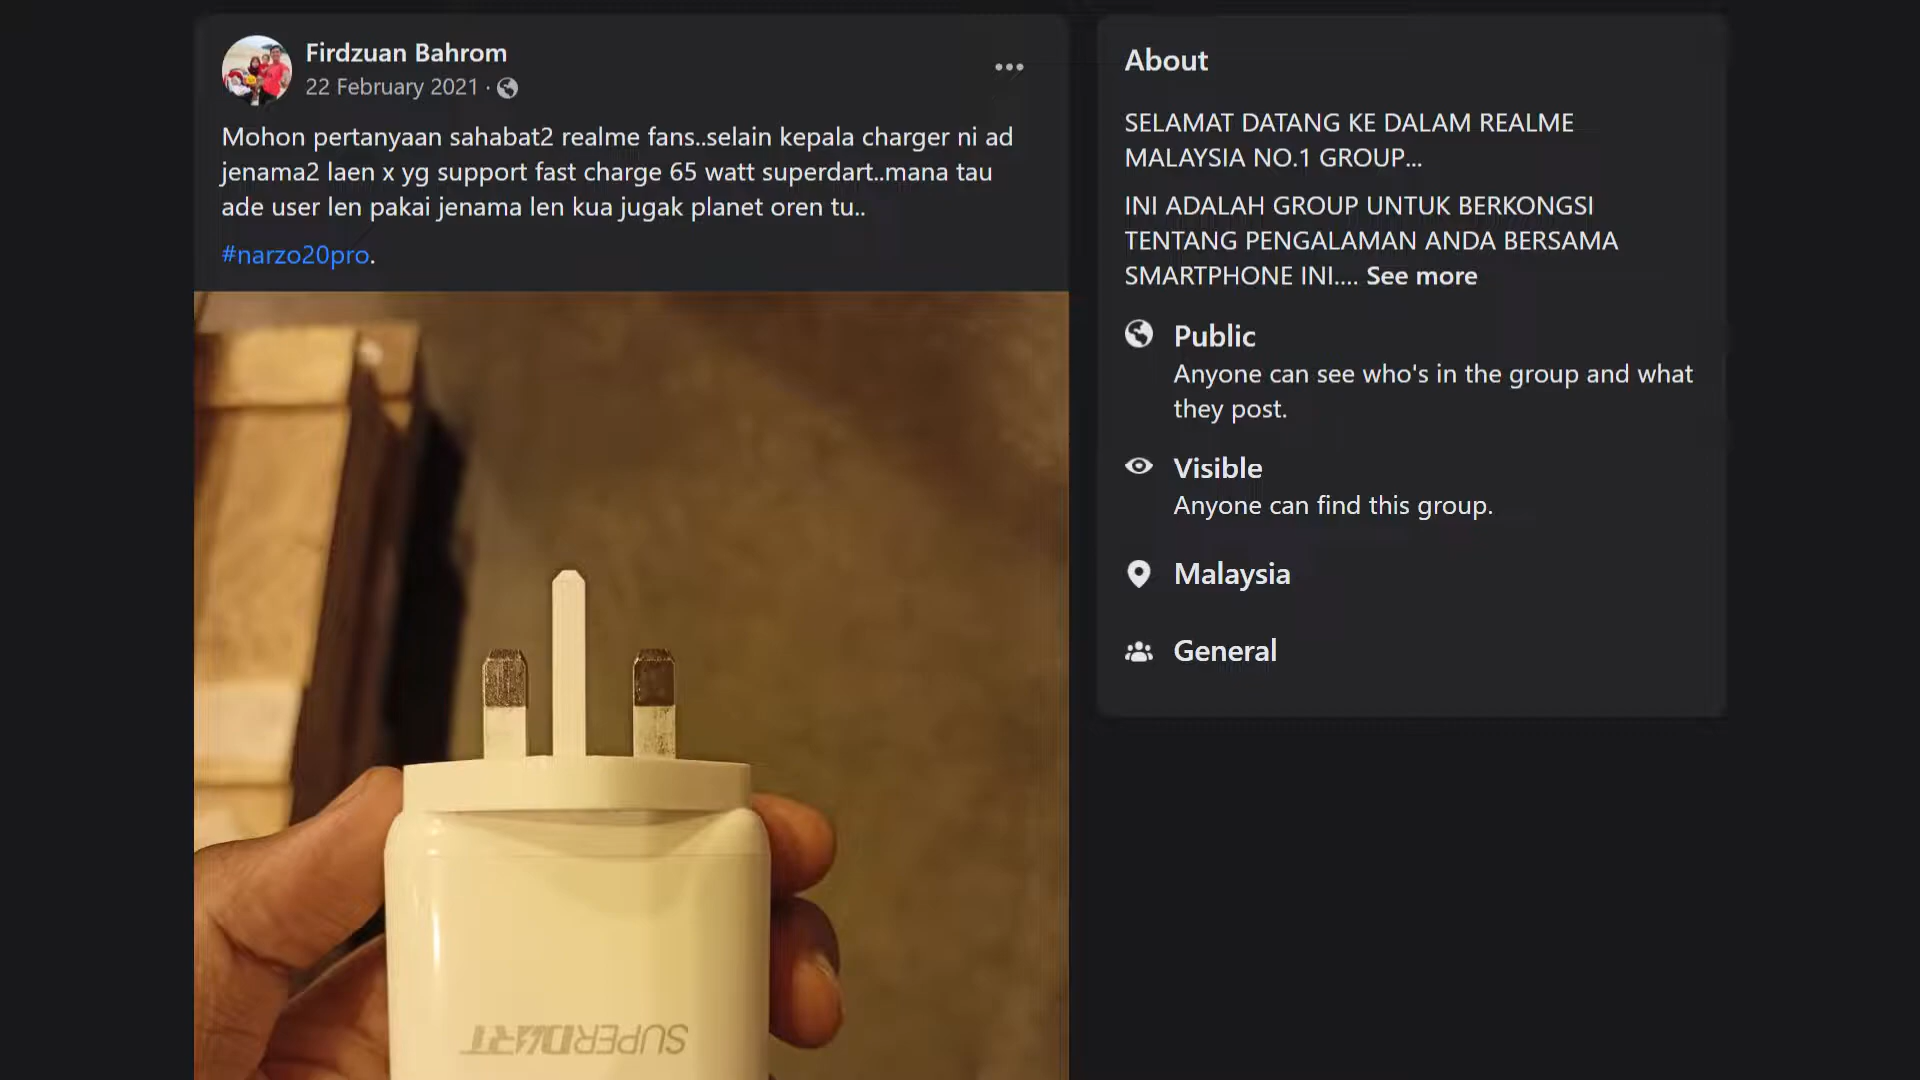 Firdzuan Bahrom
22 February 2021 ·
Mohon pertanyaan sahabat2 realme fans..selain kepala charger ni ad
jenama2 laen x yg support fast charge 65 watt superdart..mana tau
ade user len pakai jenama len kua jugak planet oren tu..
#narzo20pro.
SUPERDART
About
SELAMAT DATANG KE DALAM REALME
MALAYSIA NO.1 GROUP...
INI ADALAH GROUP UNTUK BERKONGSI
TENTANG PENGALAMAN ANDA BERSAMA
SMARTPHONE INI.... See more
Public
Anyone can see who's in the group and what
they post.
Visible
Anyone can find this group.
Malaysia
General